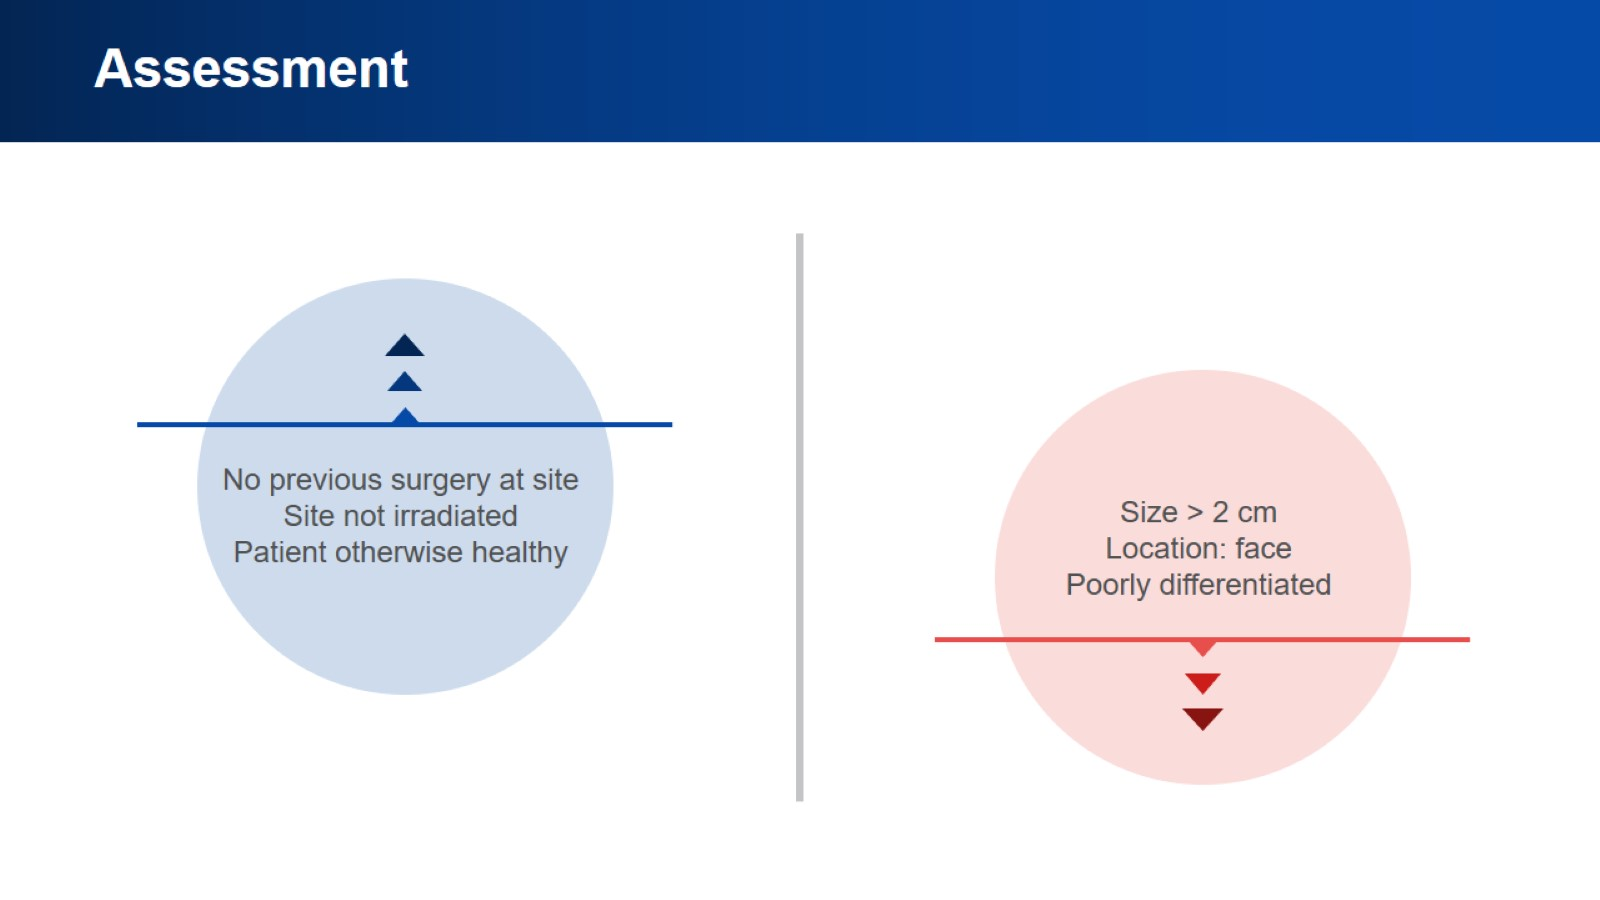 Assessment
No previous surgery at site
Site not irradiated
Patient otherwise healthy
Size > 2 cm
Location: face
Poorly differentiated